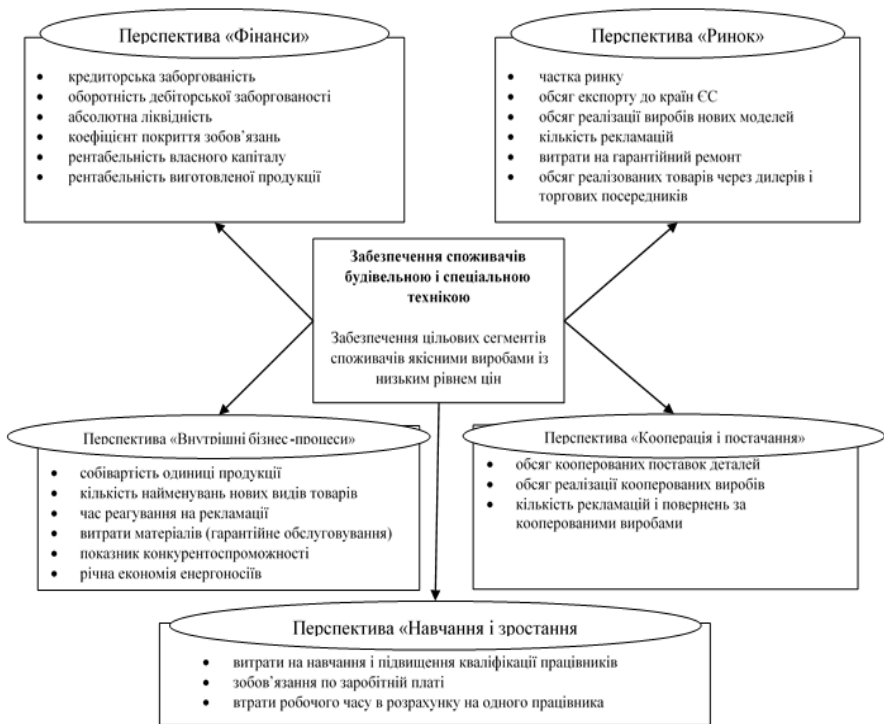 Перспектива «Фінанси»
кредиторська заборгованість
оборотність дебіторської заборгованості
абсолютна ліквідність
коефіцієнт покриття зобов’язань
рентабельність власного капіталу
рентабельність виготовленої продукції
Перспектива «Ринок»
частка ринку
обсяг експорту до країн ЄС
обсяг реалізації виробів нових моделей
кількість рекламацій
витрати на гарантійний ремонт
обсяг реалізованих товарів через дилерів і
торгових посередників
Забезпечення споживачів
будівельною і спеціальною
технікою
Забезпечення цільових сегментів
споживачів якісними виробами із
низьким рівнем цін
Перспектива «Внутрішні бізнес-процеси»
собівартість одиниці продукції
кількість найменувань нових видів товарів
час реагування на рекламації
витрати матеріалів (гарантійне обслуговування)
показник конкурентоспроможності
річна економія енергоносіїв
Перспектива «Кооперація і постачання»
обсяг кооперованих поставок деталей
обсяг реалізації кооперованих виробів
кількість рекламацій і повернень за
кооперованими виробами
Перспектива «Навчання і зростання
витрати на навчання і підвищення кваліфікації працівників
зобов’язання по заробітній платі
втрати робочого часу в розрахунку на одного працівника